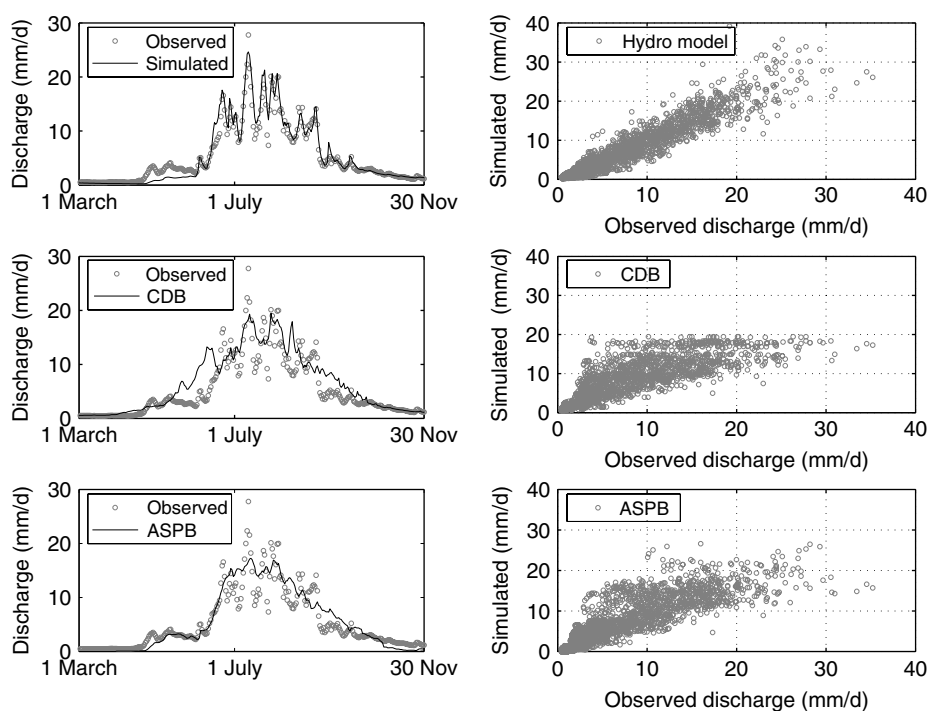 30
20
10
0
Discharge (mm/d)
Observed
Simulated
1 March
1 July
30 Nov
40
30
20
10
0
Simulated (mm/d)
Hydro model
0
10
20
30
40
Observed discharge (mm/d)
30
20
10
0
Discharge (mm/d)
Observed
CDB
1 March
1 July
30 Nov
40
30
20
10
0
Simulated (mm/d)
CDB
0
10
20
30
40
Observed discharge (mm/d)
30
20
10
0
Discharge (mm/d)
Observed
ASPB
1 March
1 July
30 Nov
40
30
20
10
0
Simulated (mm/d)
ASPB
0
10
20
30
40
Observed discharge (mm/d)